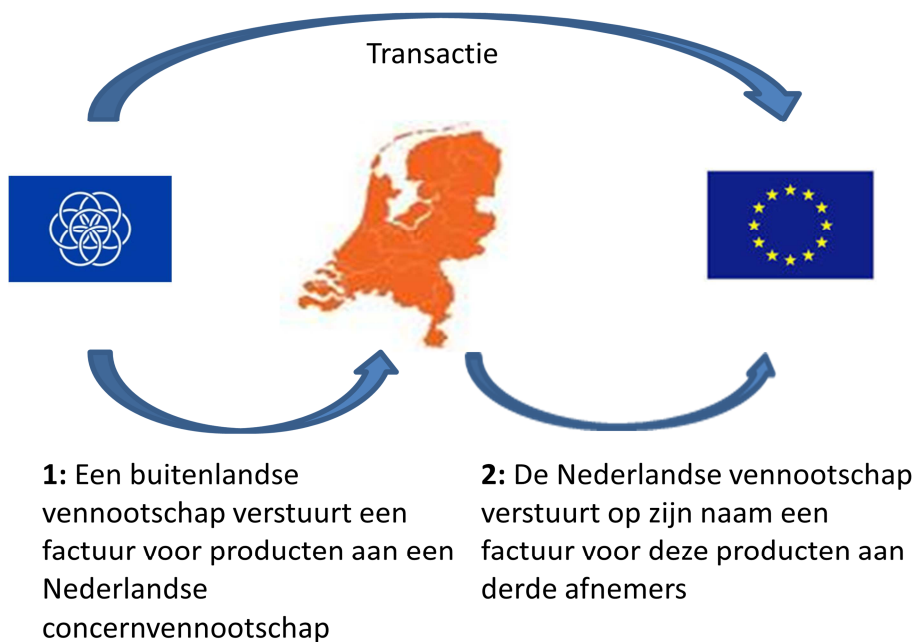 Transactie
1: Een buitenlandse
vennootschap verstuurt een
factuur voor producten aan een
Nederlandse
concernvennootschap
2: De Nederlandse vennootschap
verstuurt op zijn naam een
factuur voor deze producten aan
derde afnemers